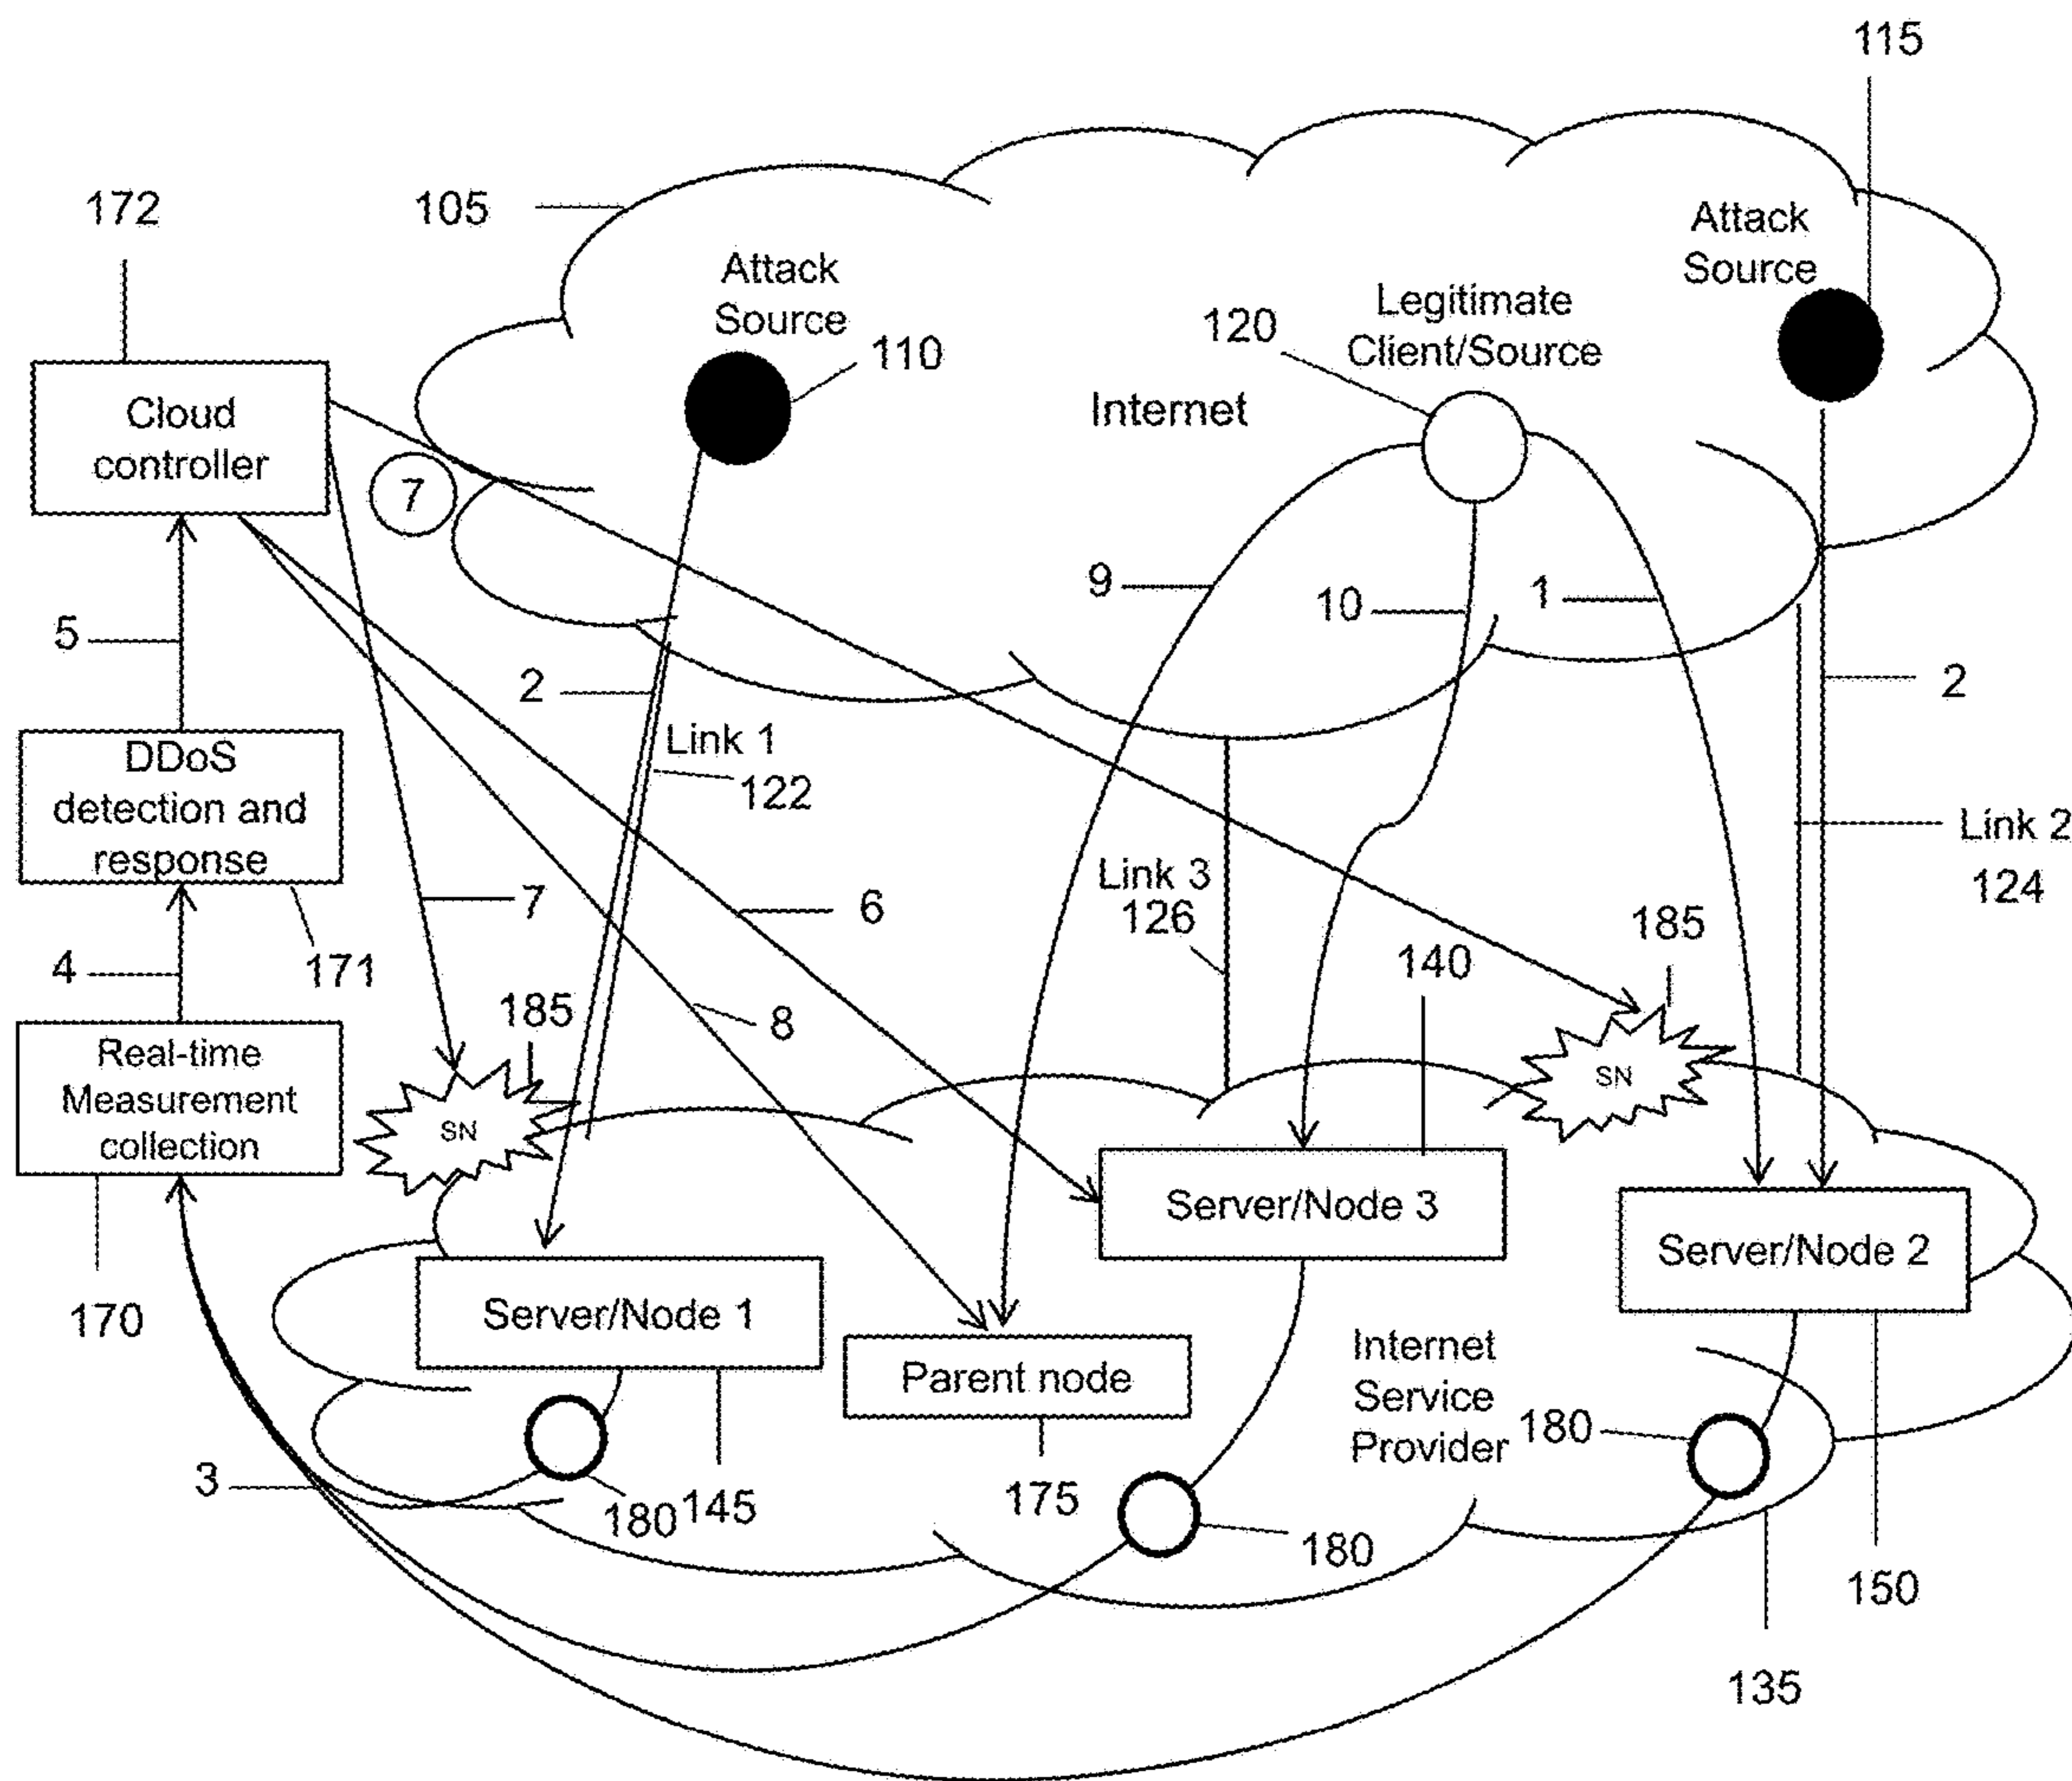 115
172
105
Attack
Source
110
120
Legitimate
Client/Source
Attack
Source
Internet
Cloud
controller
7
9
10
1
5
2
2
Link 1
122
DDoS
detection and
response
171
7
6
Link 3
126
Link 2
124
185
140
4
185
8
Real-time
Measurement
collection
170
SN
SN
Server/Node 3
Server/Node 2
Server/Node 1
Parent node
Internet
Service
Provider
180
3
180
145
175
180
150
135